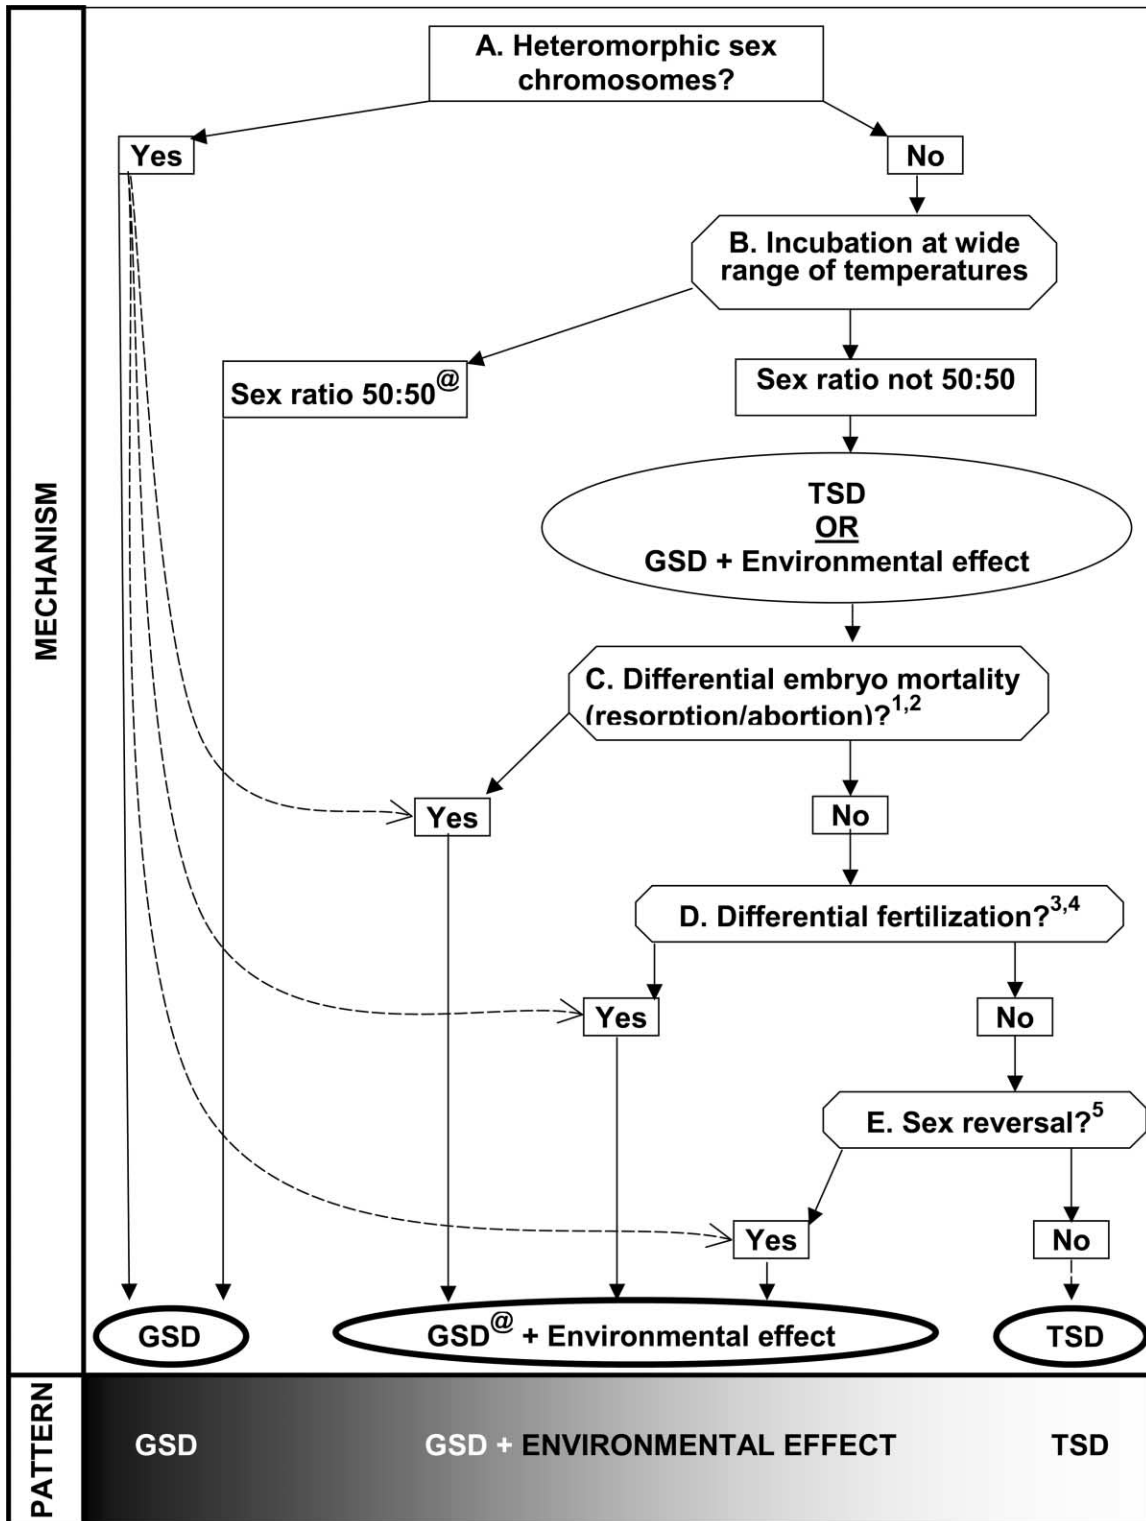 A. Heteromorphic sex
chromosomes?
Yes
No
B. Incubation at wide
range of temperatures
Sex ratio 50:50@
Sex ratio not 50:50
TSD
OR
GSD + Environmental effect
C. Differential embryo mortality
(resorption/abortion)?1,2
Yes
No
D. Differential fertilization?3,4
Yes
No
E. Sex reversal?5
Yes
No
GSD
GSD@ + Environmental effect
TSD
MECHANISM
PATTERN
GSD
GSD + ENVIRONMENTAL EFFECT
TSD